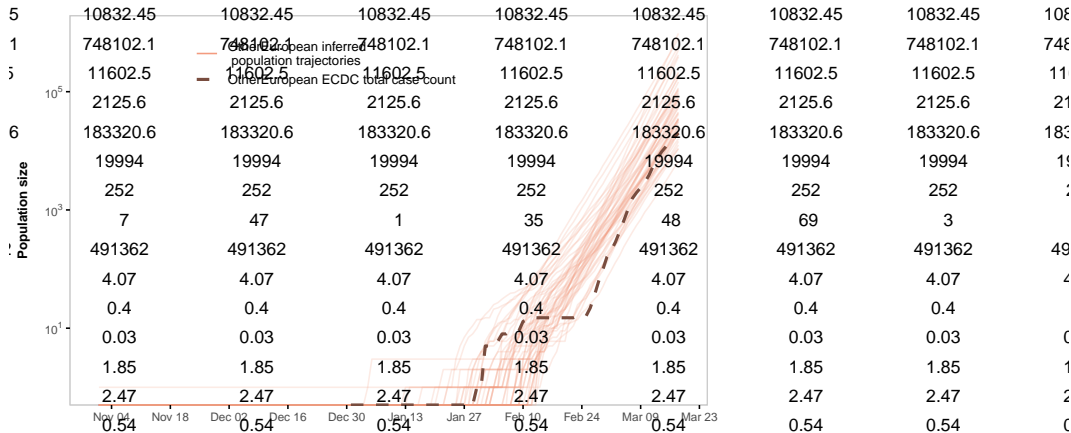 5 10832.45 10832.45 10832.45 10832.45 10832.45 10832.45 10832.45
1 748102.1 748102.1 748102.1 748102.1 748102.1 748102.1 748102.1
OtherEuropean inferred
population trajectories
11602.5 11602.5 11602.5 11602.5 11602.5 11602.5 11602.5
OtherEuropean ECDC total case count
10^5 2125.6 2125.6 2125.6 2125.6 2125.6 2125.6 2125.6
6 183320.6 183320.6 183320.6 183320.6 183320.6 183320.6 183320.6
19994 19994 19994 19994 19994 19994 19994
252 252 252 252 252 252 252
Population size
10^3 7 47 1 35 48 69 3
491362 491362 491362 491362 491362 491362 491362
4.07 4.07 4.07 4.07 4.07 4.07 4.07
0.4 0.4 0.4 0.4 0.4 0.4 0.4
10^1 0.03 0.03 0.03 0.03 0.03 0.03 0.03
1.85 1.85 1.85 1.85 1.85 1.85 1.85
2.47 2.47 2.47 2.47 2.47 2.47 2.47
Nov 04 Nov 18 Dec 02 Dec 16 Dec 30 Jan 13 Jan 27 Feb 10 Feb 24 Mar 09 Mar 23
0.54 0.54 0.54 0.54 0.54 0.54 0.54